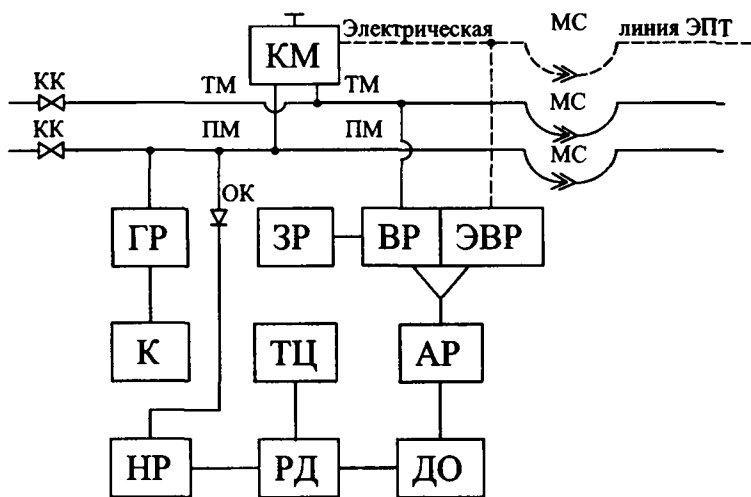 Электрическая МС линия ЭПТ
КМ
КК ТМ ТМ МС
КК ПМ ПМ МС
ОК
ГР ЗР ВР ЭВР
К ТЦ АР
НР РД ДО